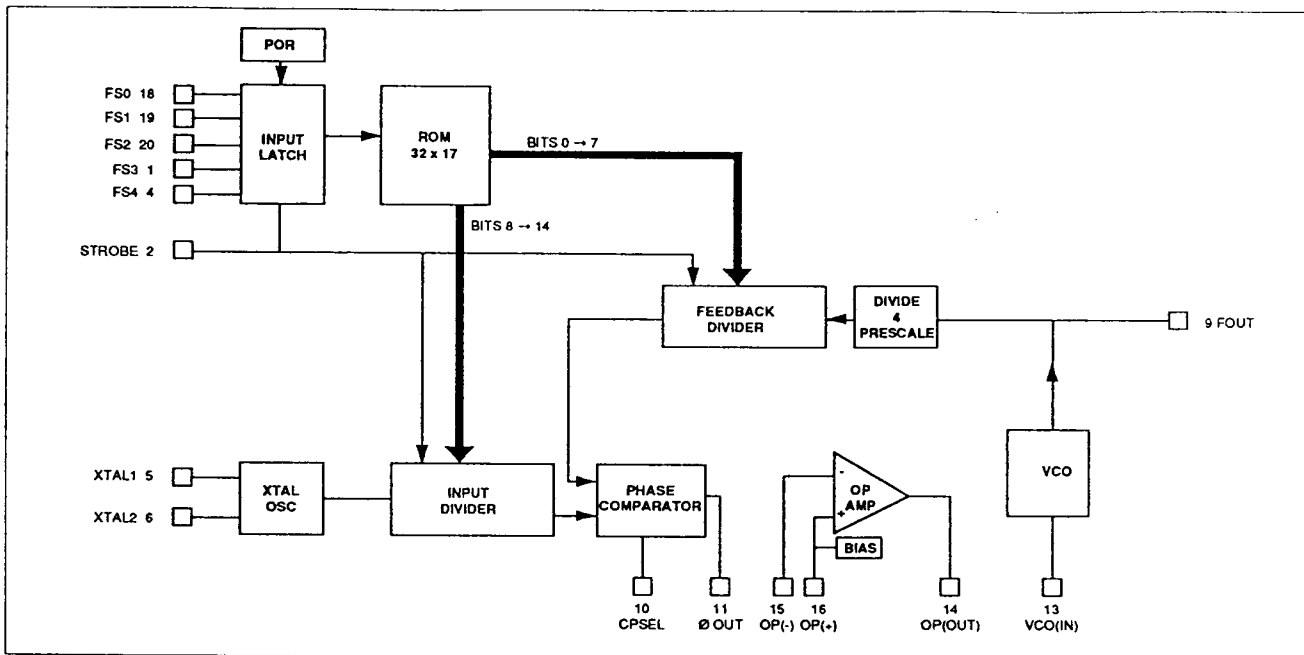 POR
FS0 18
FS1 19
FS2 20
FS3 1
FS4 4
INPUT
LATCH
ROM
32 x 17
BITS 0 → 7
BITS 8 → 14
STROBE 2
FEEDBACK
DIVIDER
DIVIDE
4
PRESCALE
9 FOUT
XTAL1 5
XTAL2 6
XTAL
OSC
INPUT
DIVIDER
PHASE
COMPARATOR
-
OP
AMP
+
BIAS
VCO
10
CPSEL
11
Ø OUT
15
OP(-)
16
OP(+)
14
OP(OUT)
13
VCO(IN)